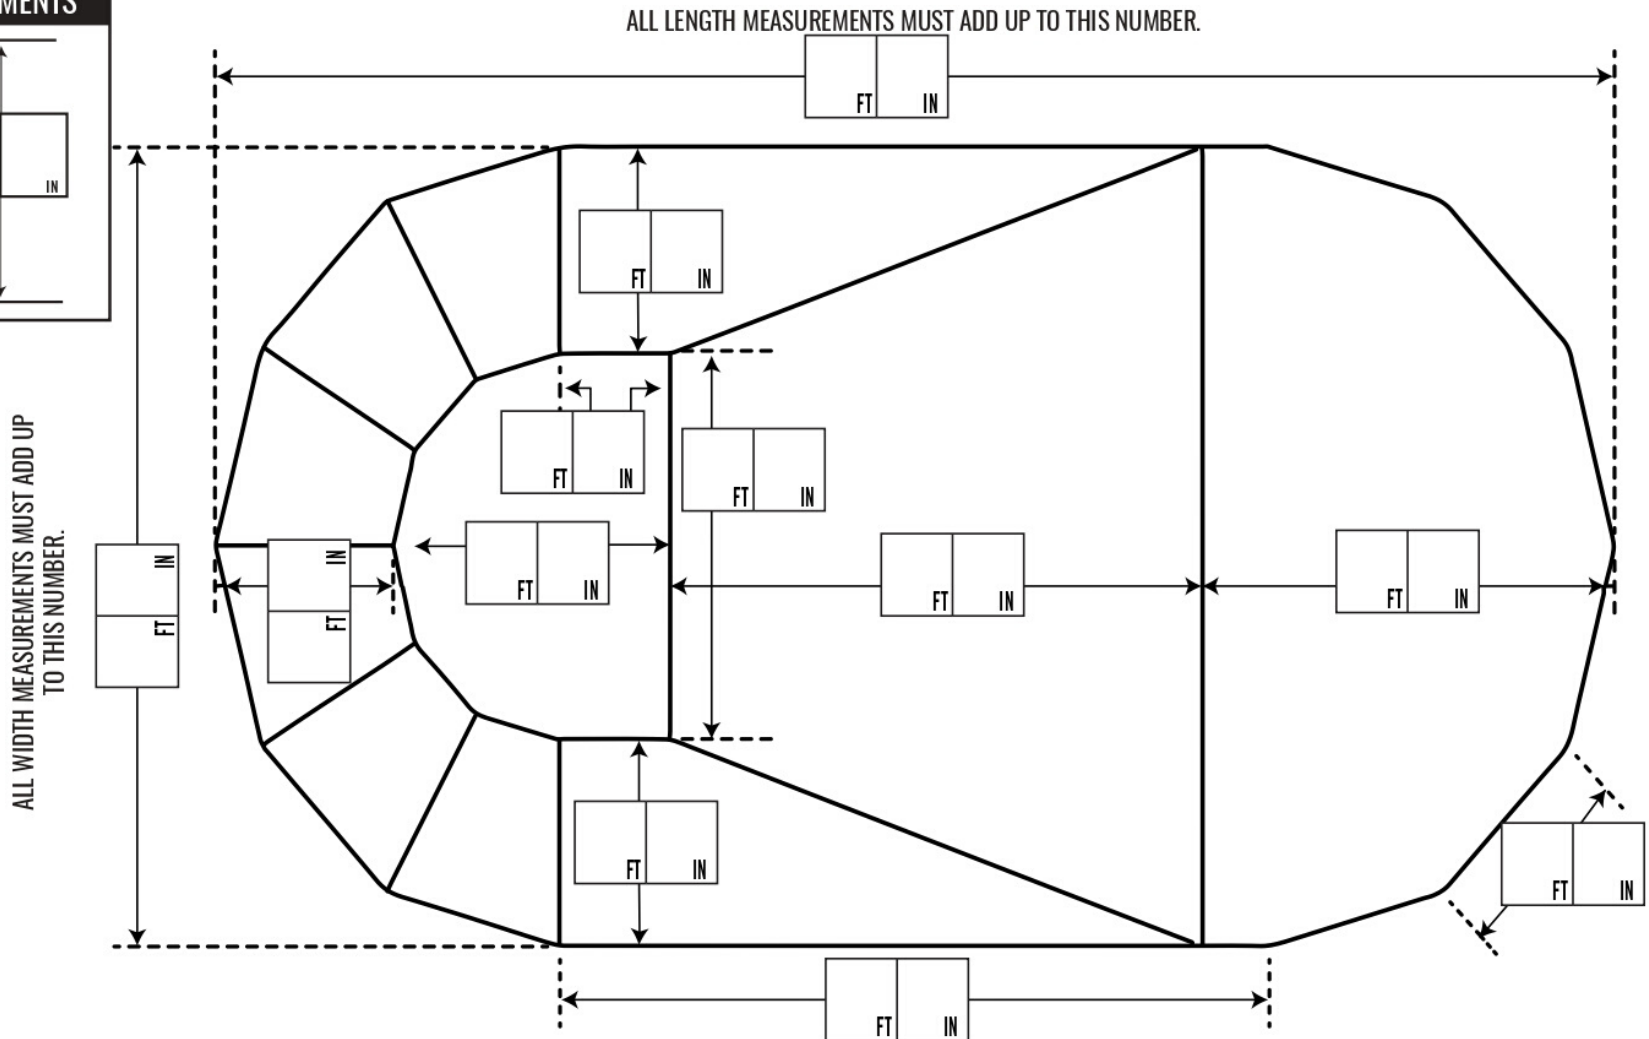 ALL LENGTH MEASUREMENTS MUST ADD UP TO THIS NUMBER.
FT IN
IN
FT IN
FT IN
FT IN
ALL WIDTH MEASUREMENTS MUST ADD UP
TO THIS NUMBER.
FT IN
FT IN
FT IN
FT IN
FT IN
FT IN
FT IN
FT IN